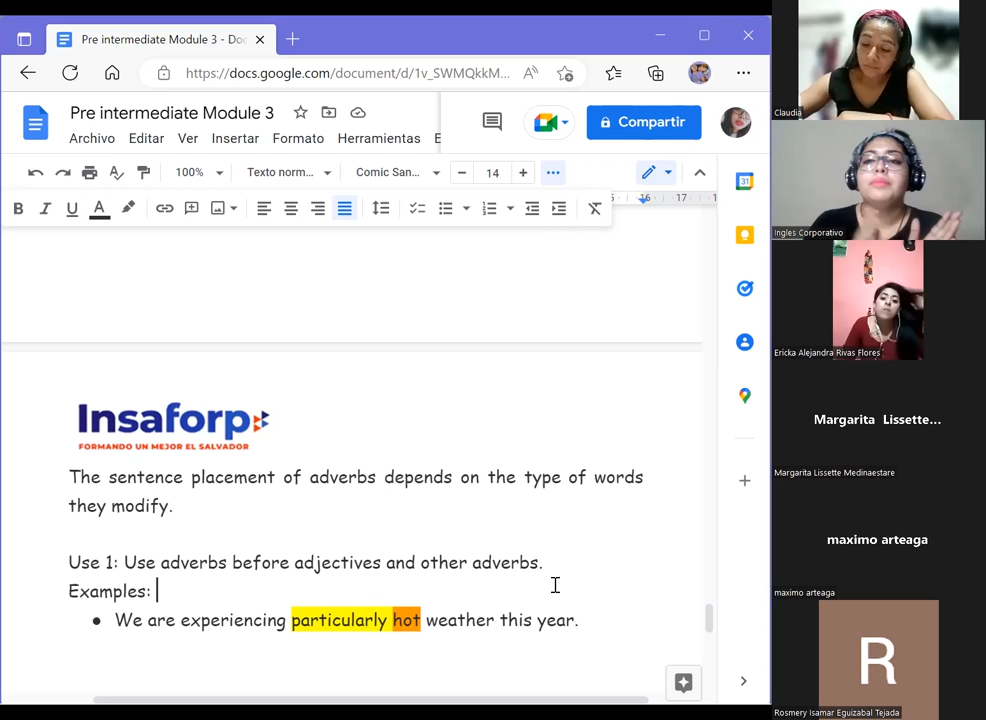 Pre intermediate Module 3 - Doc
https://docs.google.com/document/d/1v_SWMQkkM...
Pre intermediate Module 3
Compartir
Archivo Editar Ver Insertar Formato Herramientas E
100% Texto norm... Comic San... 14
16 17
Insaforp
FORMANDO UN MEJOR EL SALVADOR
The sentence placement of adverbs depends on the type of words
they modify.
Use 1: Use adverbs before adjectives and other adverbs.
Examples:
We are experiencing particularly hot weather this year.
Claudia
Ingles Corporativo
Ericka Alejandra Rivas Flores
Margarita Lissette...
Margarita Lissette Medinaestare
maximo arteaga
maximo arteaga
R
Rosmery Isamar Eguizabal Tejada